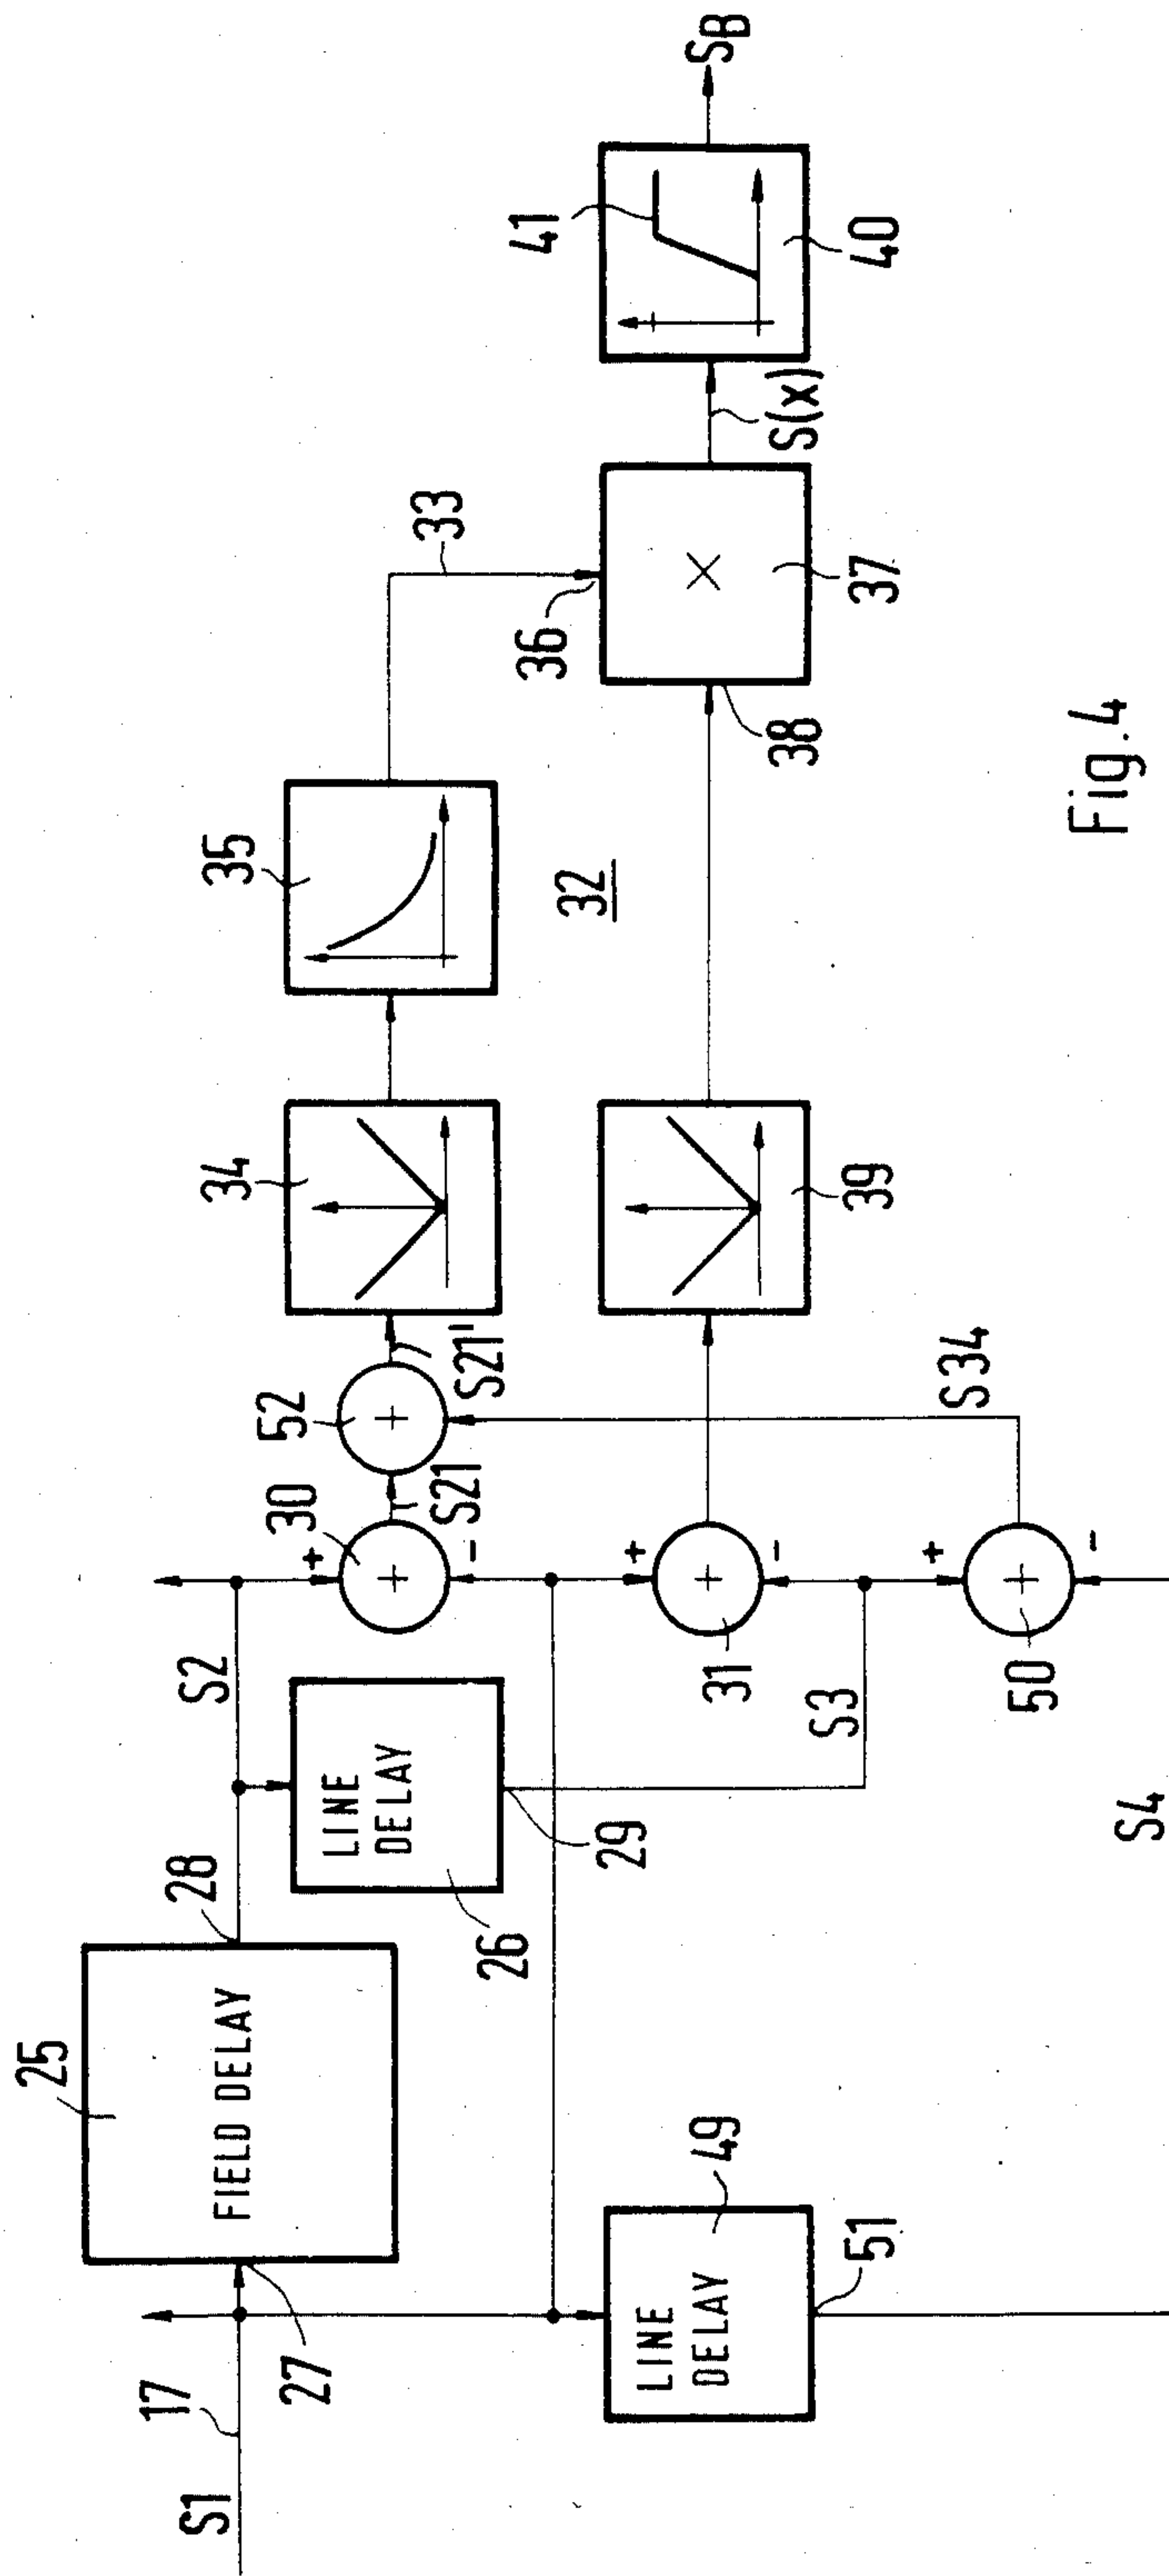 S1
17
27
25
FIELD DELAY
28
S2
LINE
DELAY
26
29
S3
LINE
DELAY
49
51
S4
30
+
+
-
S21
52
+
S21'
31
+
+
-
50
+
+
-
S34
34
39
35
32
33
36
×
37
38
S(x)
41
40
SB
Fig. 4